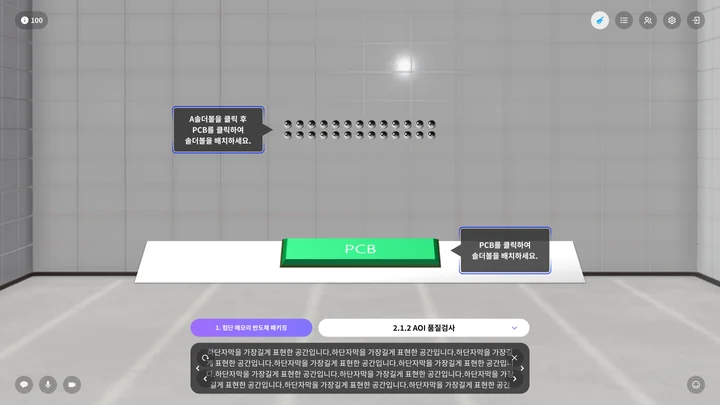 100
A솔더볼을 클릭 후
PCB를 클릭하여
솔더볼을 배치하세요.
PCB
PCB를 클릭하여
솔더볼을 배치하세요.
1. 첨단 메모리 반도체 패키징
2.1.2 AOI 품질검사
하단자막을 가장길게 표현한 공간입니다.하단자막을 가장길게 표현한 공간입니다.하단자막을 가장길
표현한 공간입니다.하단자막을 가장길게 표현한 공간입니다.하단자막을 가장길게 표현한 공간입니
하단자막을 가장길게 표현한 공간입니다.하단자막을 가장길게 표현한 공간입니다.하단자막을 가장
표현한 공간입니다.하단자막을 가장길게 표현한 공간입니다.하단자막을 가장길게 표현한 공간